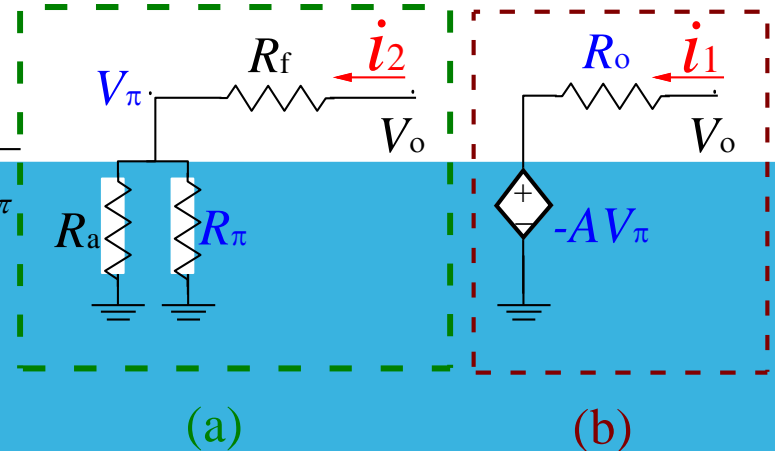 Vπ
Rf
i2
Vo
Ra
Rπ
(a)
Ro
i1
Vo
+
−
-AVπ
(b)
π